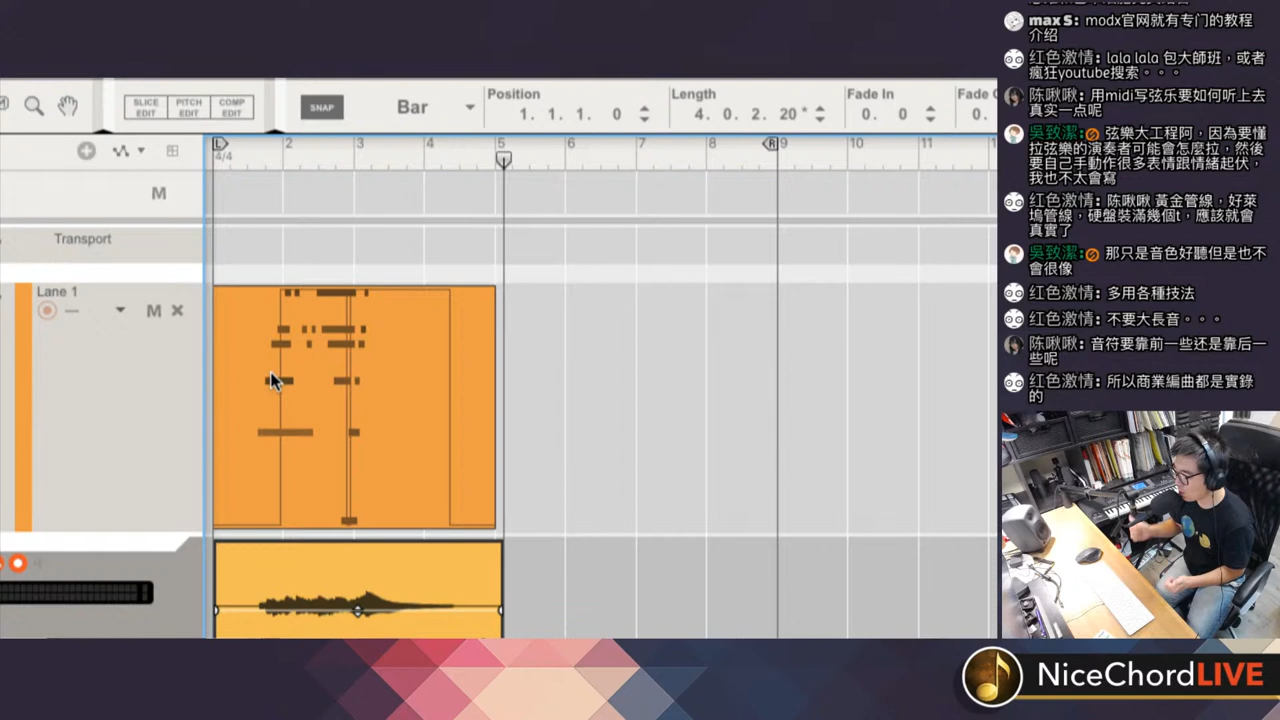 SLICE EDIT
PITCH EDIT
COMP EDIT
SNAP
Bar
Position
1. 1. 1. 0
Length
4. 0. 2. 20 *
Fade In
0. 0
Fade
0.
L
4/4
2
3
4
5
6
7
8
R
9
10
11
M
Transport
Lane 1
M
max S: modx官网就有专门的教程
介绍
红色激情: lala lala 包大師班，或者
瘋狂youtube搜索。。。
陈啾啾: 用midi写弦乐要如何听上去
真实一点呢
吳致潔: 弦樂大工程阿，因為要懂
拉弦樂的演奏者可能會怎麼拉，然後
要自己手動作很多表情跟情緒起伏，
我也不太會寫
红色激情: 陈啾啾 黃金管線，好萊
塢管線，硬盤裝滿幾個t，應該就會
真實了
吳致潔: 那只是音色好聽但是也不
會很像
红色激情: 多用各種技法
红色激情: 不要大長音。。。
陈啾啾: 音符要靠前一些还是靠后一
些呢
红色激情: 所以商業編曲都是實錄
的
NiceChordLIVE